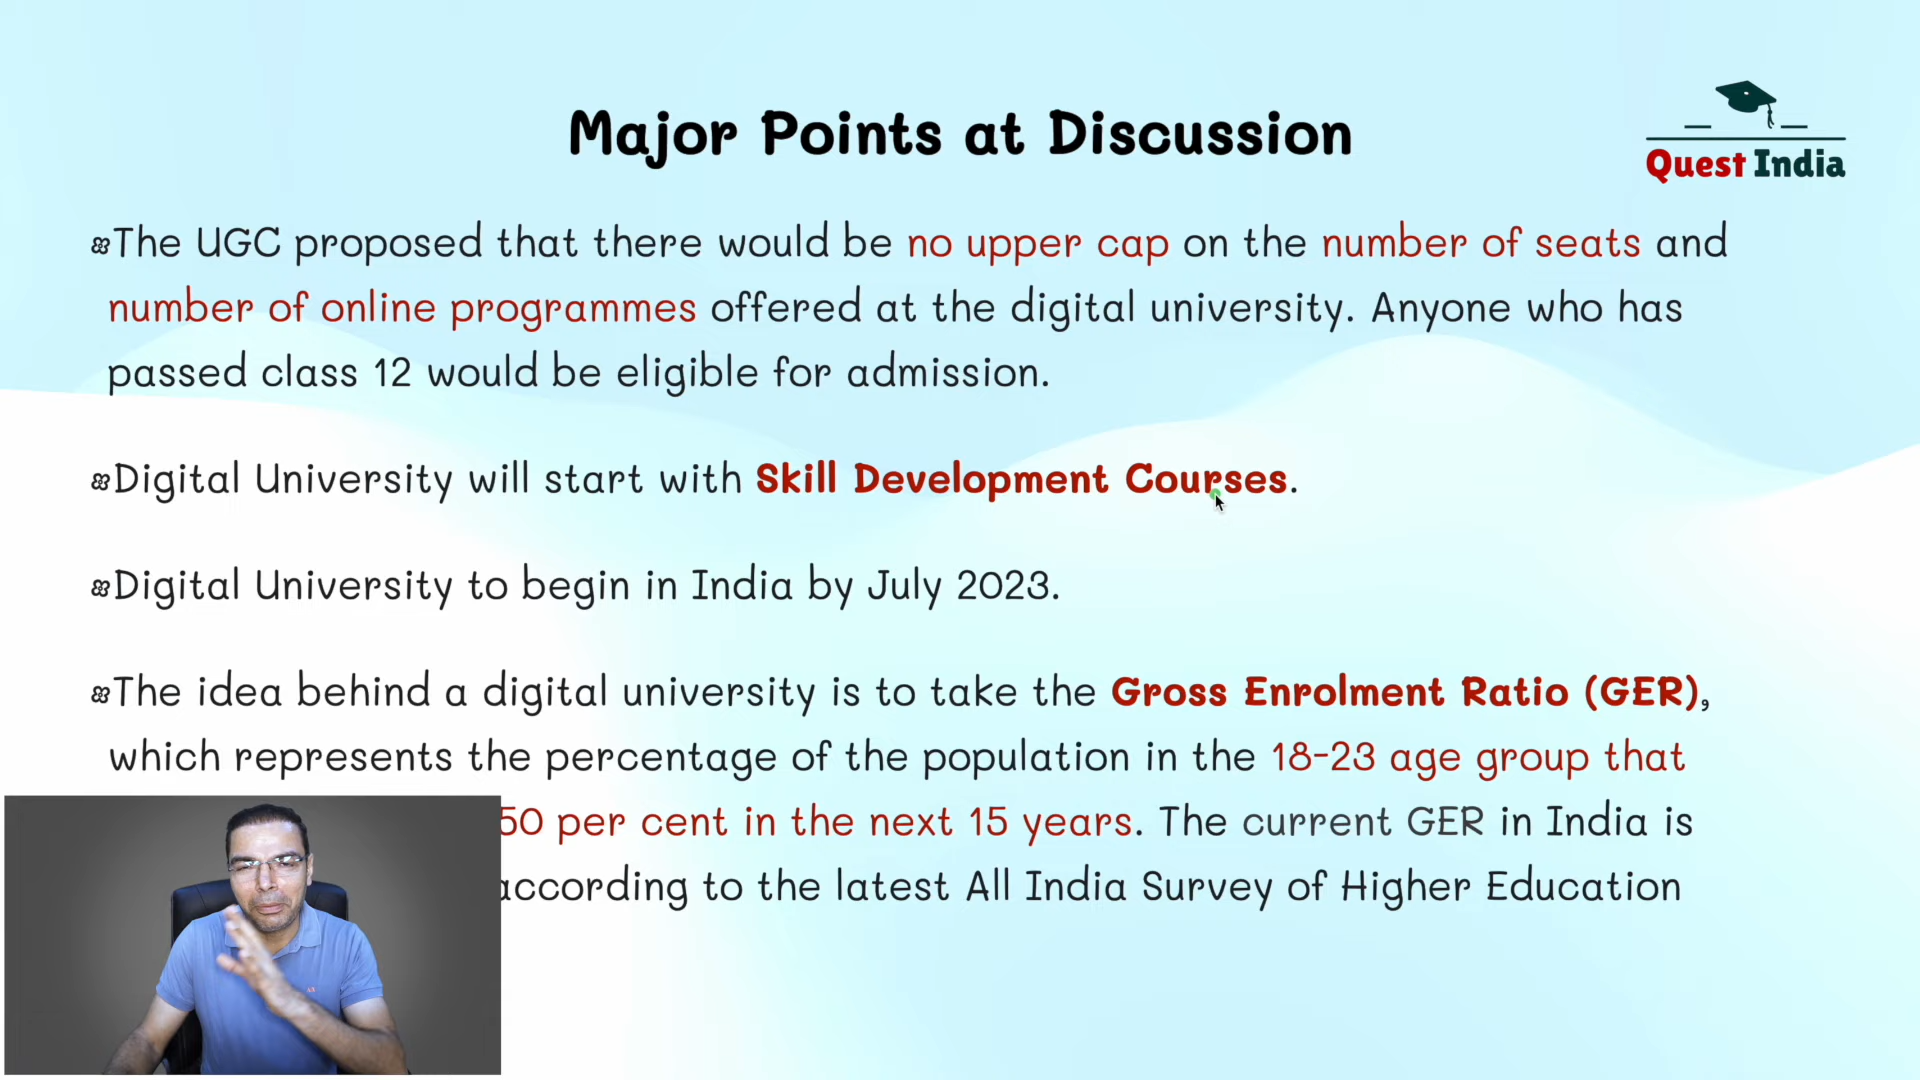 Major Points at Discussion
Quest India
The UGC proposed that there would be no upper cap on the number of seats and
number of online programmes offered at the digital university. Anyone who has
passed class 12 would be eligible for admission.
Digital University will start with Skill Development Courses.
Digital University to begin in India by July 2023.
The idea behind a digital university is to take the Gross Enrolment Ratio (GER),
which represents the percentage of the population in the 18-23 age group that
50 per cent in the next 15 years. The current GER in India is
according to the latest All India Survey of Higher Education